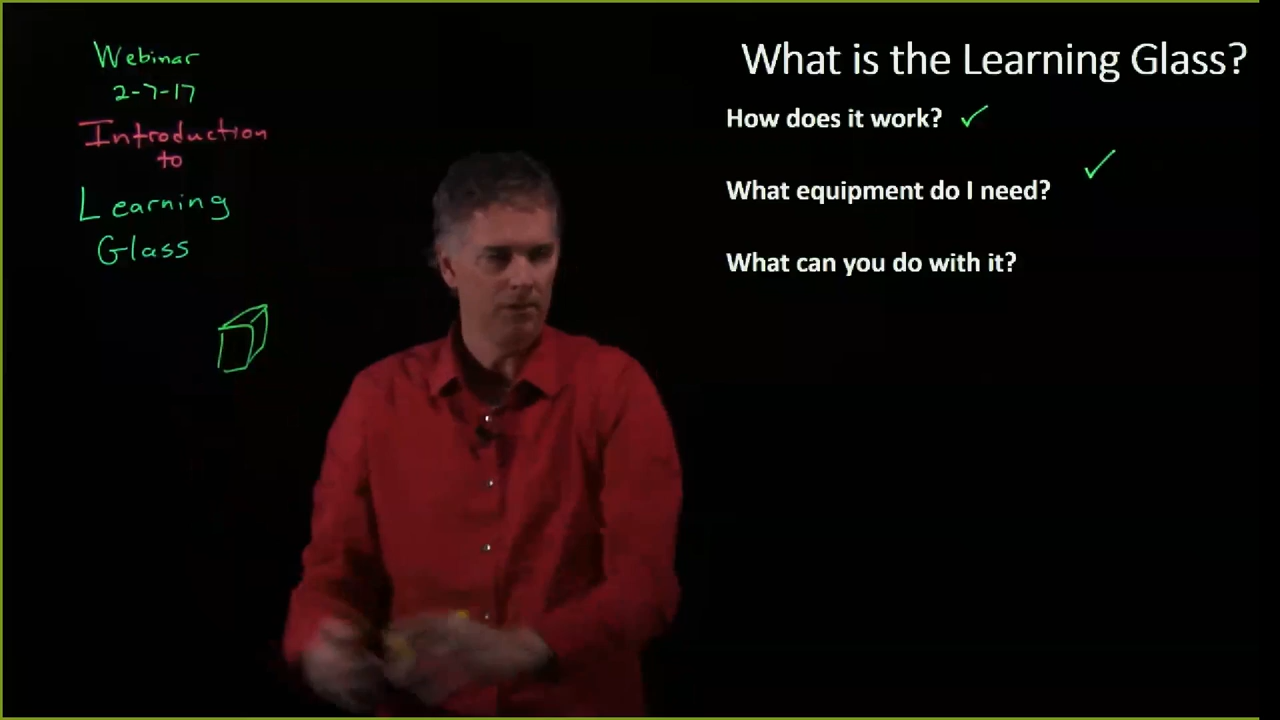 Webinar
2-7-17
Introduction
to
Learning
Glass
What is the Learning Glass?
How does it work? ✓
What equipment do I need? ✓
What can you do with it?